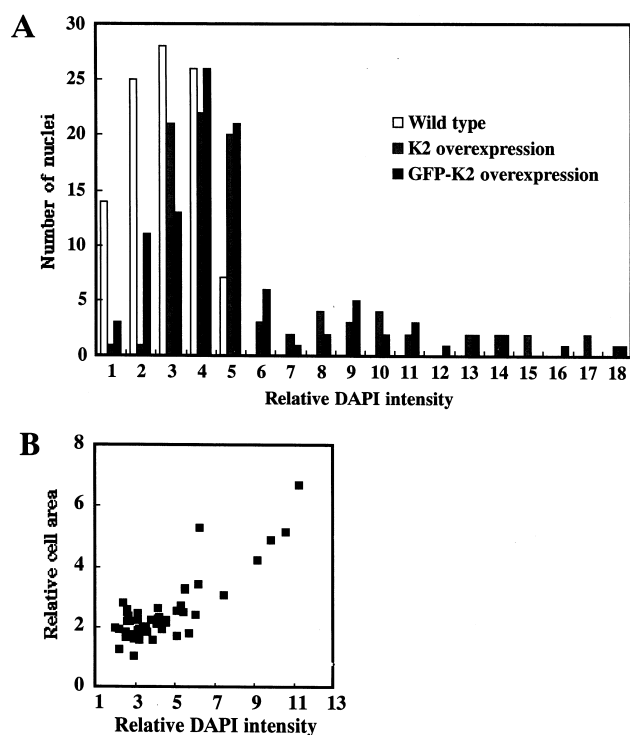 A
30
25
20
15
10
5
0
Number of nuclei
Wild type
K2 overexpression
GFP-K2 overexpression
1 2 3 4 5 6 7 8 9 10 11 12 13 14 15 16 17 18
Relative DAPI intensity
B
8
6
4
2
0
Relative cell area
1 3 5 7 9 11 13
Relative DAPI intensity